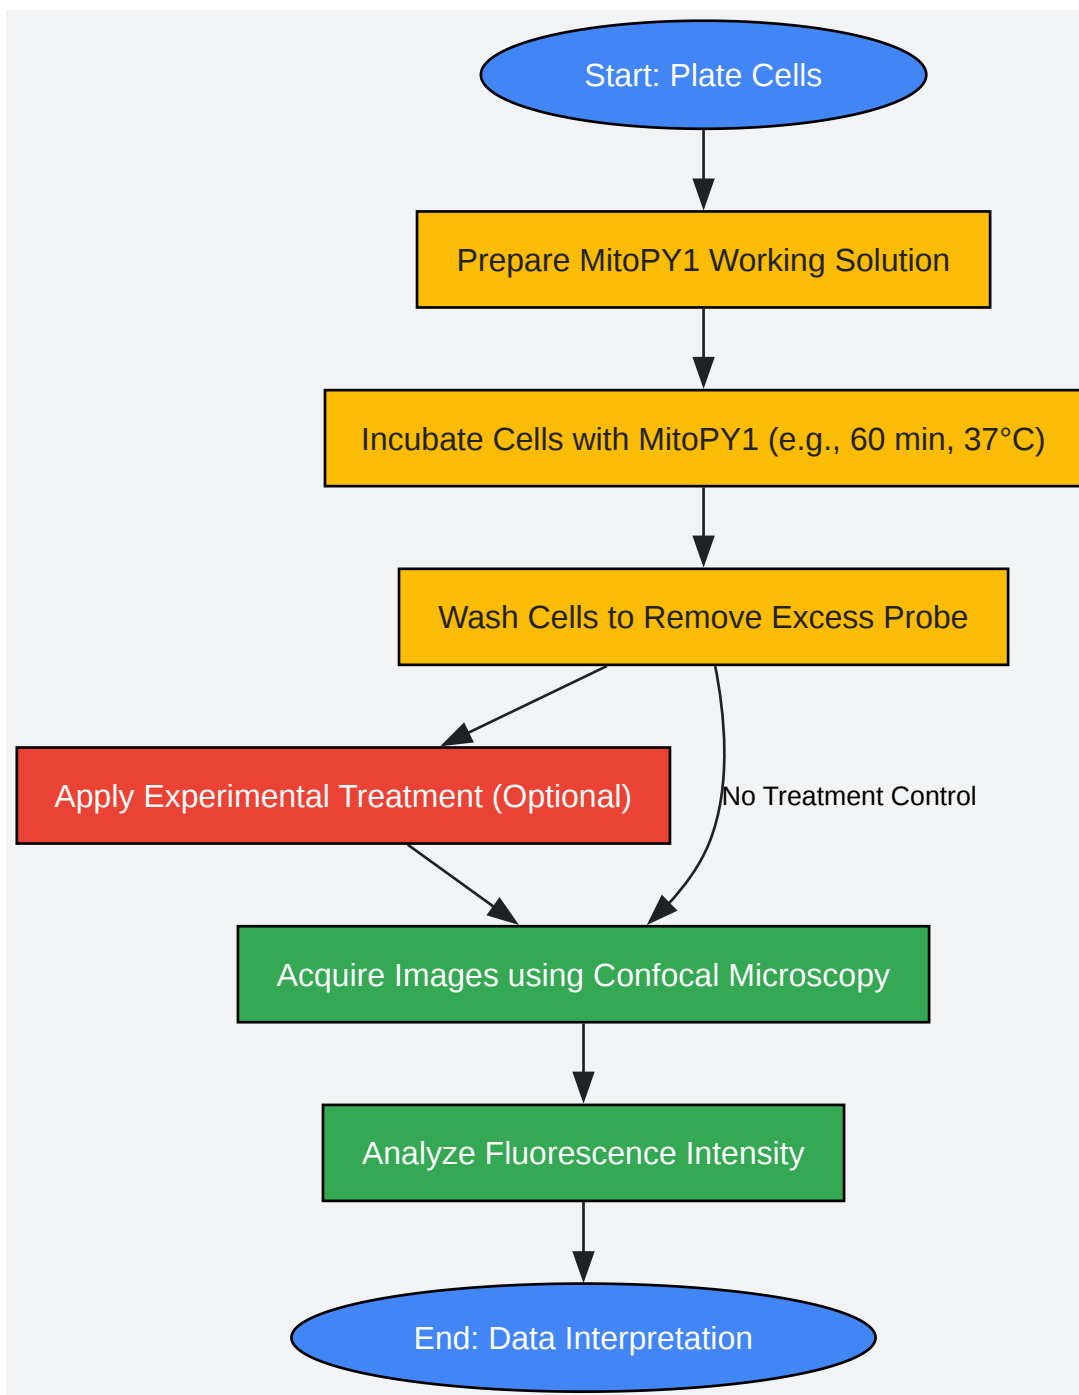 Start: Plate Cells
Prepare MitoPY1 Working Solution
Incubate Cells with MitoPY1 (e.g., 60 min, 37°C)
Wash Cells to Remove Excess Probe
Apply Experimental Treatment (Optional)
No Treatment Control
Acquire Images using Confocal Microscopy
Analyze Fluorescence Intensity
End: Data Interpretation